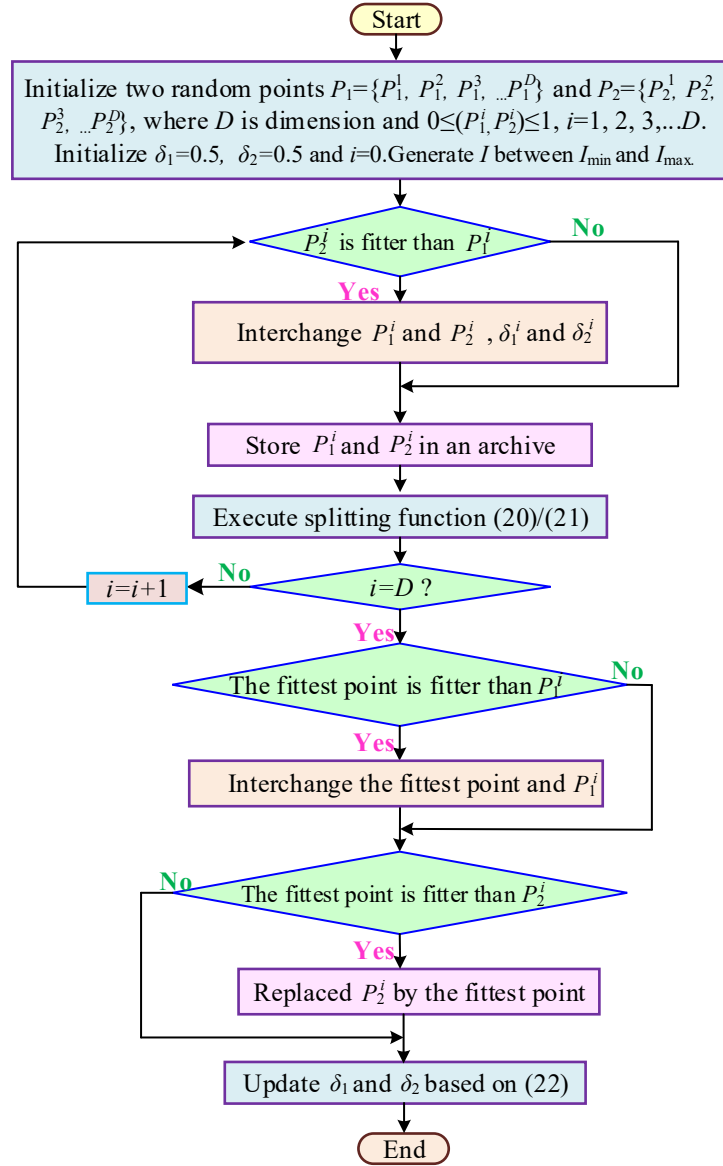 Start
Initialize two random points P₁={P₁¹, P₁², P₁³, ...P₁ᴰ} and P₂={P₂¹, P₂²,
P₂³, ...P₂ᴰ}, where D is dimension and 0≤(P₁ⁱ,P₂ⁱ)≤1, i=1, 2, 3,...D.
Initialize δ₁=0.5, δ₂=0.5 and i=0.Generate I between Iₘᵢₙ and Iₘₐₓ.
P₂ⁱ is fitter than P₁ⁱ
No
Yes
Interchange P₁ⁱ and P₂ⁱ , δ₁ⁱ and δ₂ⁱ
Store P₁ⁱ and P₂ⁱ in an archive
Execute splitting function (20)/(21)
i=i+1
No
i=D ?
Yes
The fittest point is fitter than P₁ⁱ
No
Yes
Interchange the fittest point and P₁ⁱ
No
The fittest point is fitter than P₂ⁱ
Yes
Replaced P₂ⁱ by the fittest point
Update δ₁ and δ₂ based on (22)
End